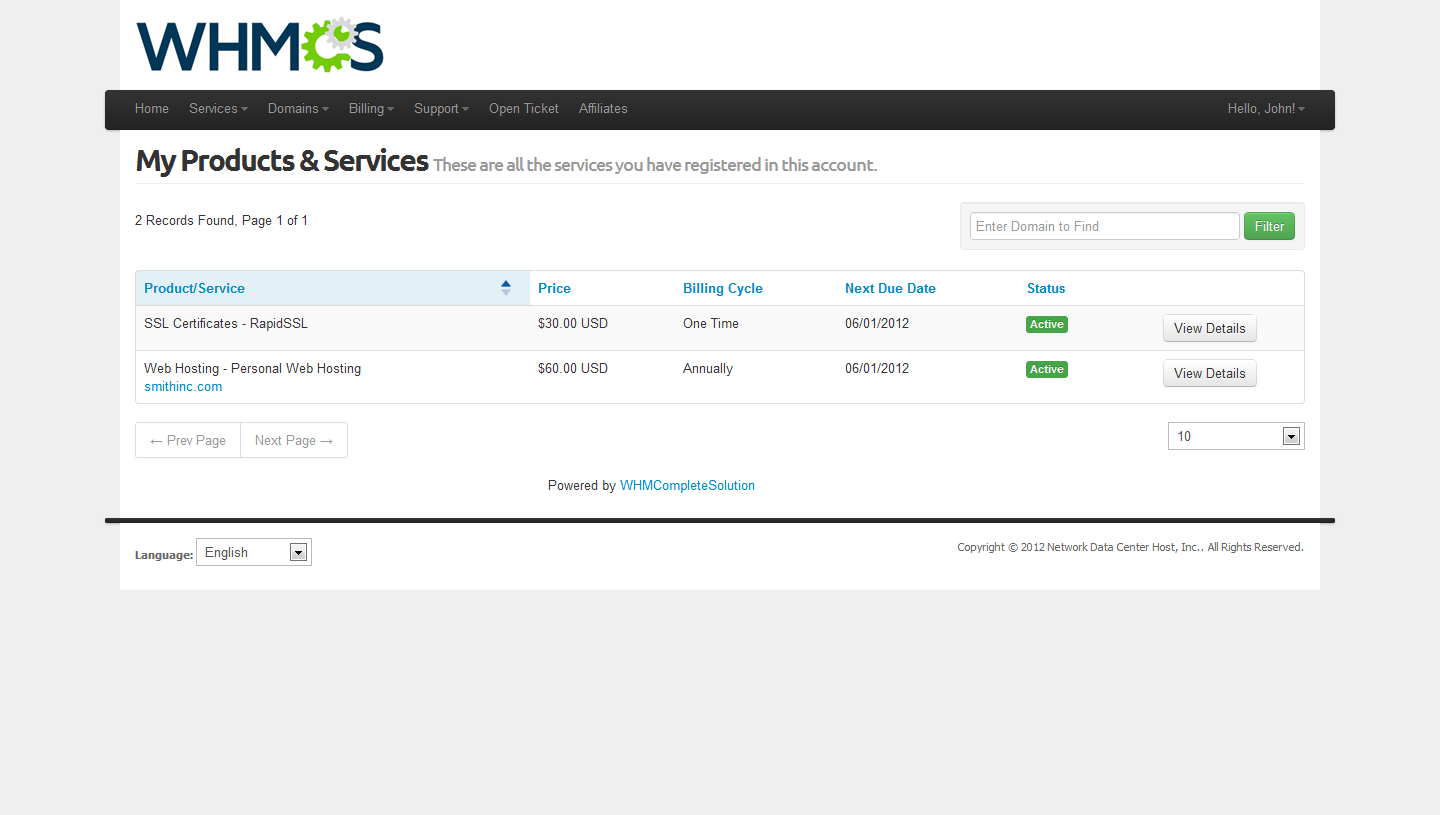 WHMCS
Home Services Domains Billing Support Open Ticket Affiliates Hello, John!
My Products & Services These are all the services you have registered in this account.
2 Records Found, Page 1 of 1
Enter Domain to Find Filter
Product/Service Price Billing Cycle Next Due Date Status
SSL Certificates - RapidSSL $30.00 USD One Time 06/01/2012 Active View Details
Web Hosting - Personal Web Hosting $60.00 USD Annually 06/01/2012 Active View Details
smithinc.com
← Prev Page Next Page → 10
Powered by WHMCompleteSolution
Language: English Copyright © 2012 Network Data Center Host, Inc.. All Rights Reserved.